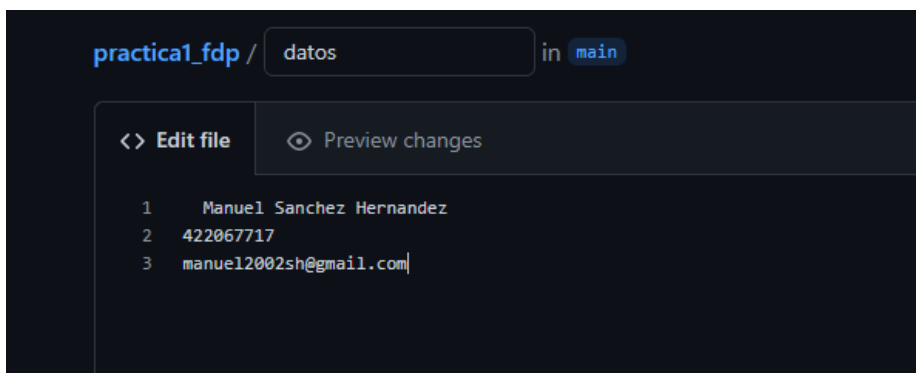 practica1_fdp / datos in main
<> Edit file Preview changes
1 Manuel Sanchez Hernandez
2 422067717
3 manuel2002sh@gmail.com